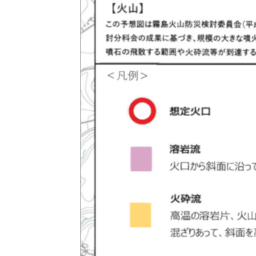 【火山】
この予想図は霧島火山防災検討委員会（平
討分科会の成果に基づき、規模の大きな噴火
噴石の飛散する範囲や火砕流等が到達する
＜凡例＞
想定火口
溶岩流
火口から斜面に沿って
火砕流
高温の溶岩片、火山
混ざりあって、斜面を